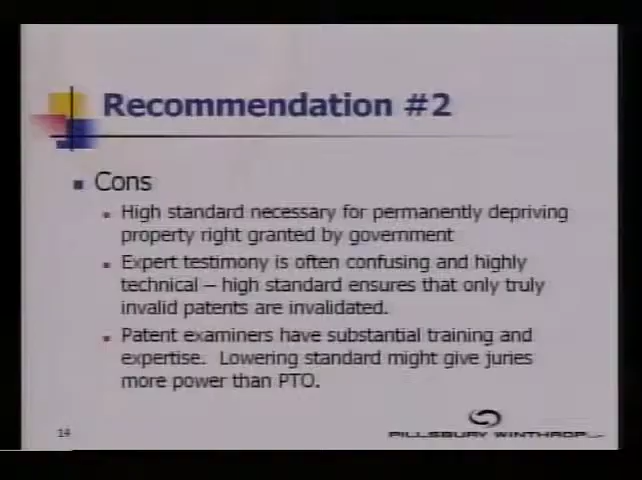 Recommendation #2
Cons
High standard necessary for permanently depriving
property right granted by government
Expert testimony is often confusing and highly
technical – high standard ensures that only truly
invalid patents are invalidated.
Patent examiners have substantial training and
expertise. Lowering standard might give juries
more power than PTO.
14
PILLSBURY WINTHROP